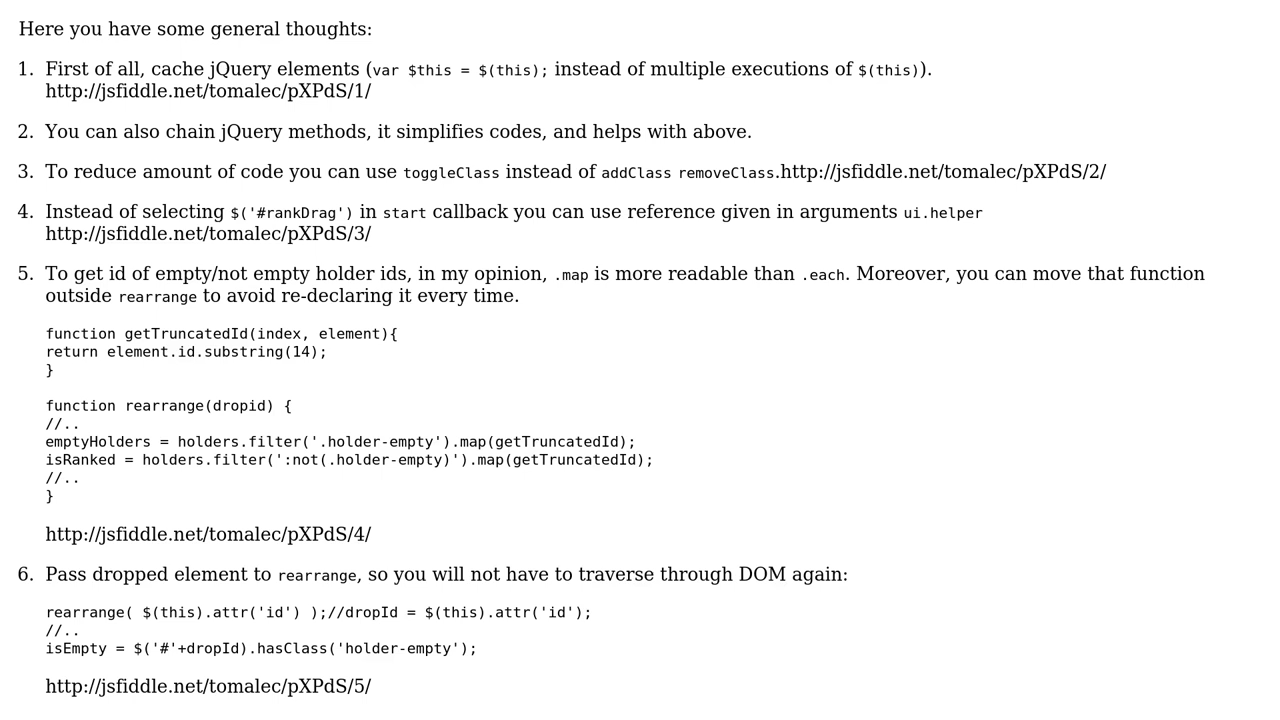 Here you have some general thoughts:
1. First of all, cache jQuery elements (var $this = $(this); instead of multiple executions of $(this)).
http://jsfiddle.net/tomalec/pXPdS/1/
2. You can also chain jQuery methods, it simplifies codes, and helps with above.
3. To reduce amount of code you can use toggleClass instead of addClass removeClass.http://jsfiddle.net/tomalec/pXPdS/2/
4. Instead of selecting $('#rankDrag') in start callback you can use reference given in arguments ui.helper
http://jsfiddle.net/tomalec/pXPdS/3/
5. To get id of empty/not empty holder ids, in my opinion, .map is more readable than .each. Moreover, you can move that function
outside rearrange to avoid re-declaring it every time.
function getTruncatedId(index, element){
return element.id.substring(14);
}
function rearrange(dropid) {
//..
emptyHolders = holders.filter('.holder-empty').map(getTruncatedId);
isRanked = holders.filter(':not(.holder-empty)').map(getTruncatedId);
//..
}
http://jsfiddle.net/tomalec/pXPdS/4/
6. Pass dropped element to rearrange, so you will not have to traverse through DOM again:
rearrange( $(this).attr('id') );//dropId = $(this).attr('id');
//..
isEmpty = $('#'+dropId).hasClass('holder-empty');
http://jsfiddle.net/tomalec/pXPdS/5/